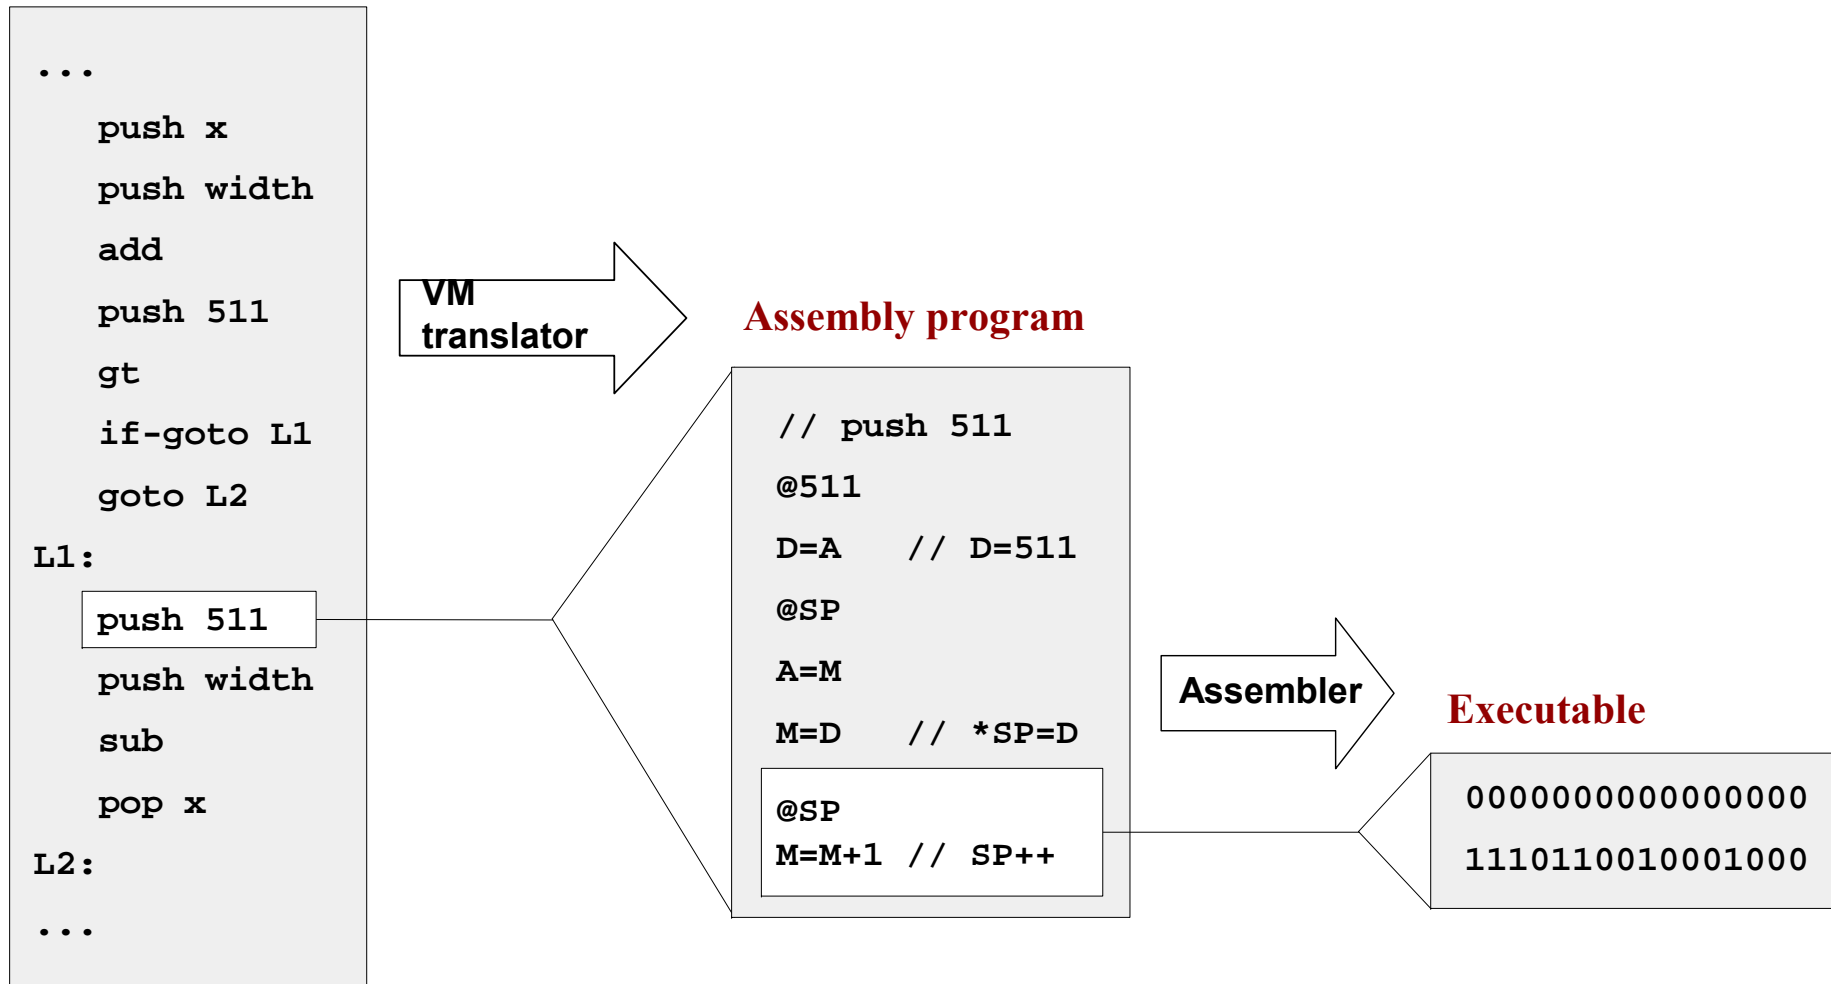 ...
push x
push width
add
push 511
gt
if-goto L1
goto L2
L1:
push 511
push width
sub
pop x
L2:
...
VM
translator
Assembly program
// push 511
@511
D=A // D=511
@SP
A=M
M=D // *SP=D
@SP
M=M+1 // SP++
Assembler
Executable
0000000000000000
1110110010001000